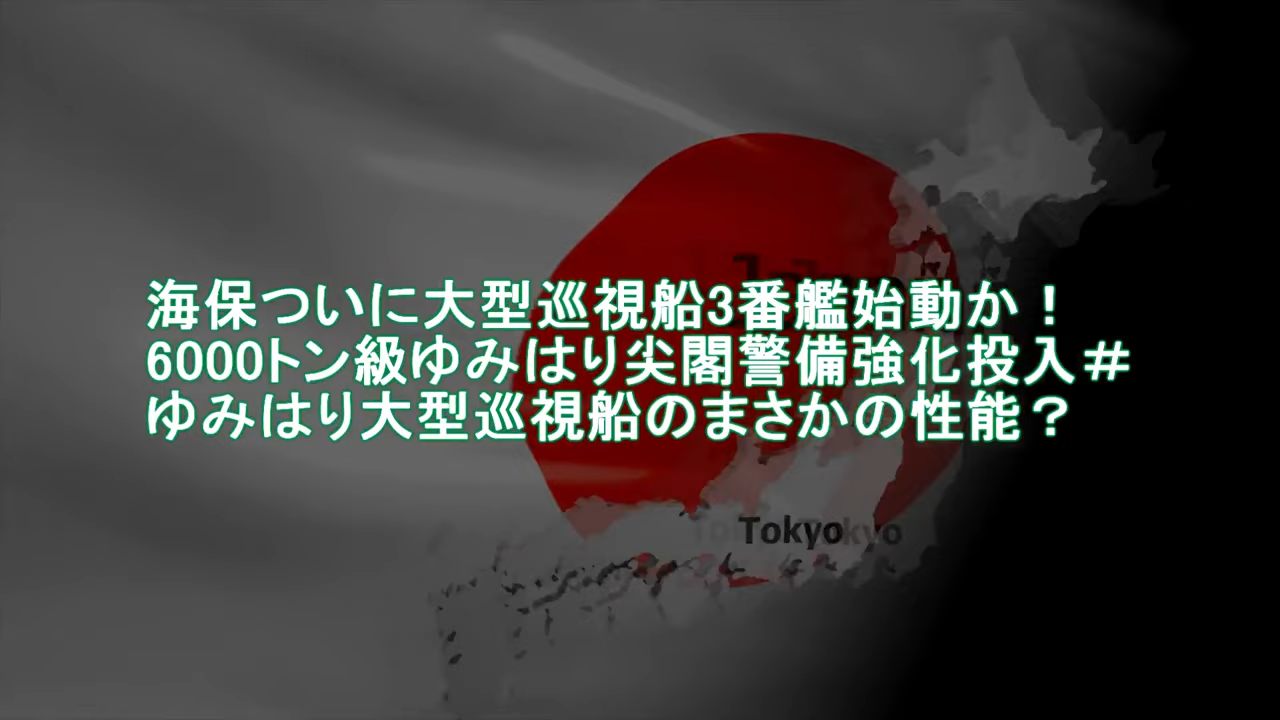 海保ついに大型巡視船3番艦始動か！
6000トン級ゆみはり尖閣警備強化投入＃
ゆみはり大型巡視船のまさかの性能？
Tokyo